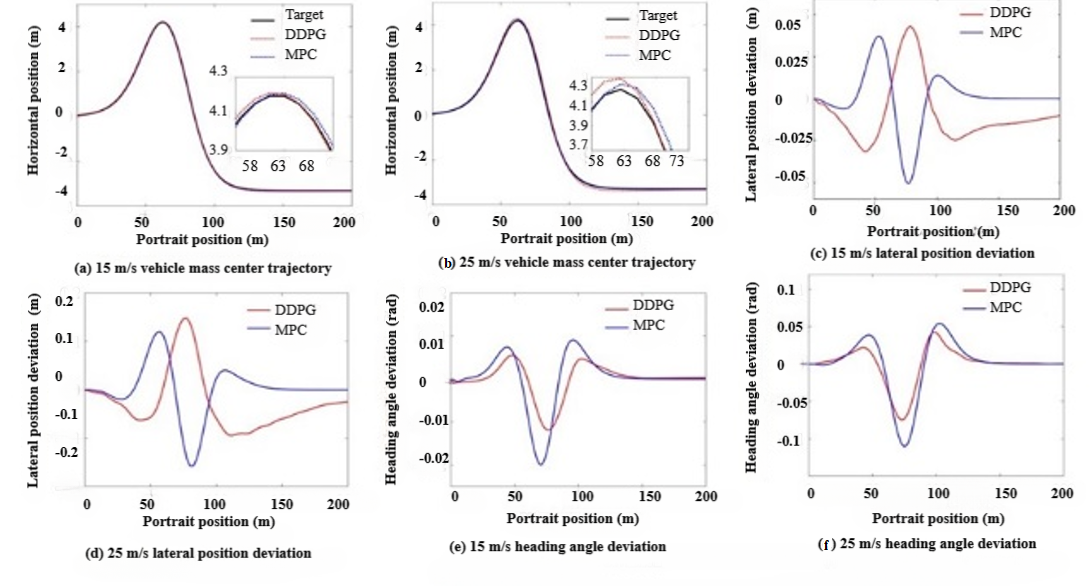 Horizontal position (m)
4
2
0
-2
-4
Target
DDPG
MPC
4.3
4.1
3.9
58 63 68
0 50 100 150 200
Portrait position (m)
(a) 15 m/s vehicle mass center trajectory
Horizontal position (m)
4
2
0
-2
-4
Target
DDPG
MPC
4.3
4.1
3.9
3.7
58 63 68 73
0 50 100 150 200
Portrait position (m)
(b) 25 m/s vehicle mass center trajectory
Lateral position deviation (m)
0.05
0.025
0
-0.025
-0.05
DDPG
MPC
0 50 100 150 200
Portrait position (m)
(c) 15 m/s lateral position deviation
Lateral position deviation (m)
0.2
0.1
0
-0.1
-0.2
DDPG
MPC
0 50 100 150 200
Portrait position (m)
(d) 25 m/s lateral position deviation
Heading angle deviation (rad)
0.02
0.01
0
-0.01
-0.02
DDPG
MPC
0 50 100 150 200
Portrait position (m)
(e) 15 m/s heading angle deviation
Heading angle deviation (rad)
0.1
0.05
0
-0.05
-0.1
DDPG
MPC
0 50 100 150 200
Portrait position (m)
(f) 25 m/s heading angle deviation